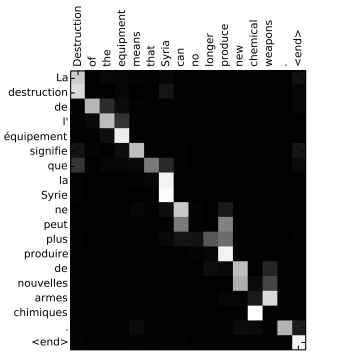 Destruction
of
the
equipment
means
that
Syria
can
no
longer
produce
new
chemical
weapons
.
<end>
La
destruction
de
l'
équipement
signifie
que
la
Syrie
ne
peut
plus
produire
de
nouvelles
armes
chimiques
.
<end>